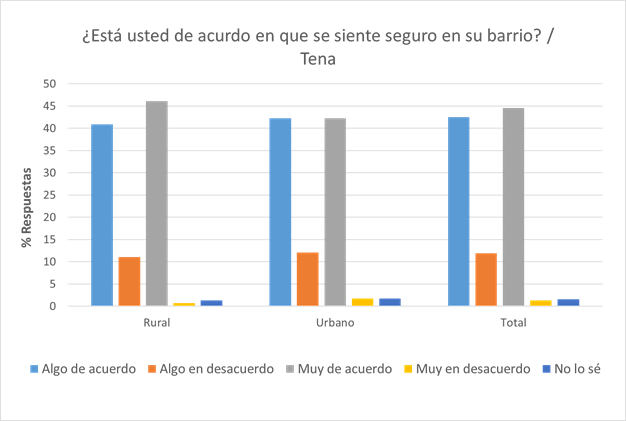 ¿Está usted de acurdo en que se siente seguro en su barrio? /
Tena
% Respuestas
50
45
40
35
30
25
20
15
10
5
0
Rural Urbano Total
Algo de acuerdo Algo en desacuerdo Muy de acuerdo Muy en desacuerdo No lo sé